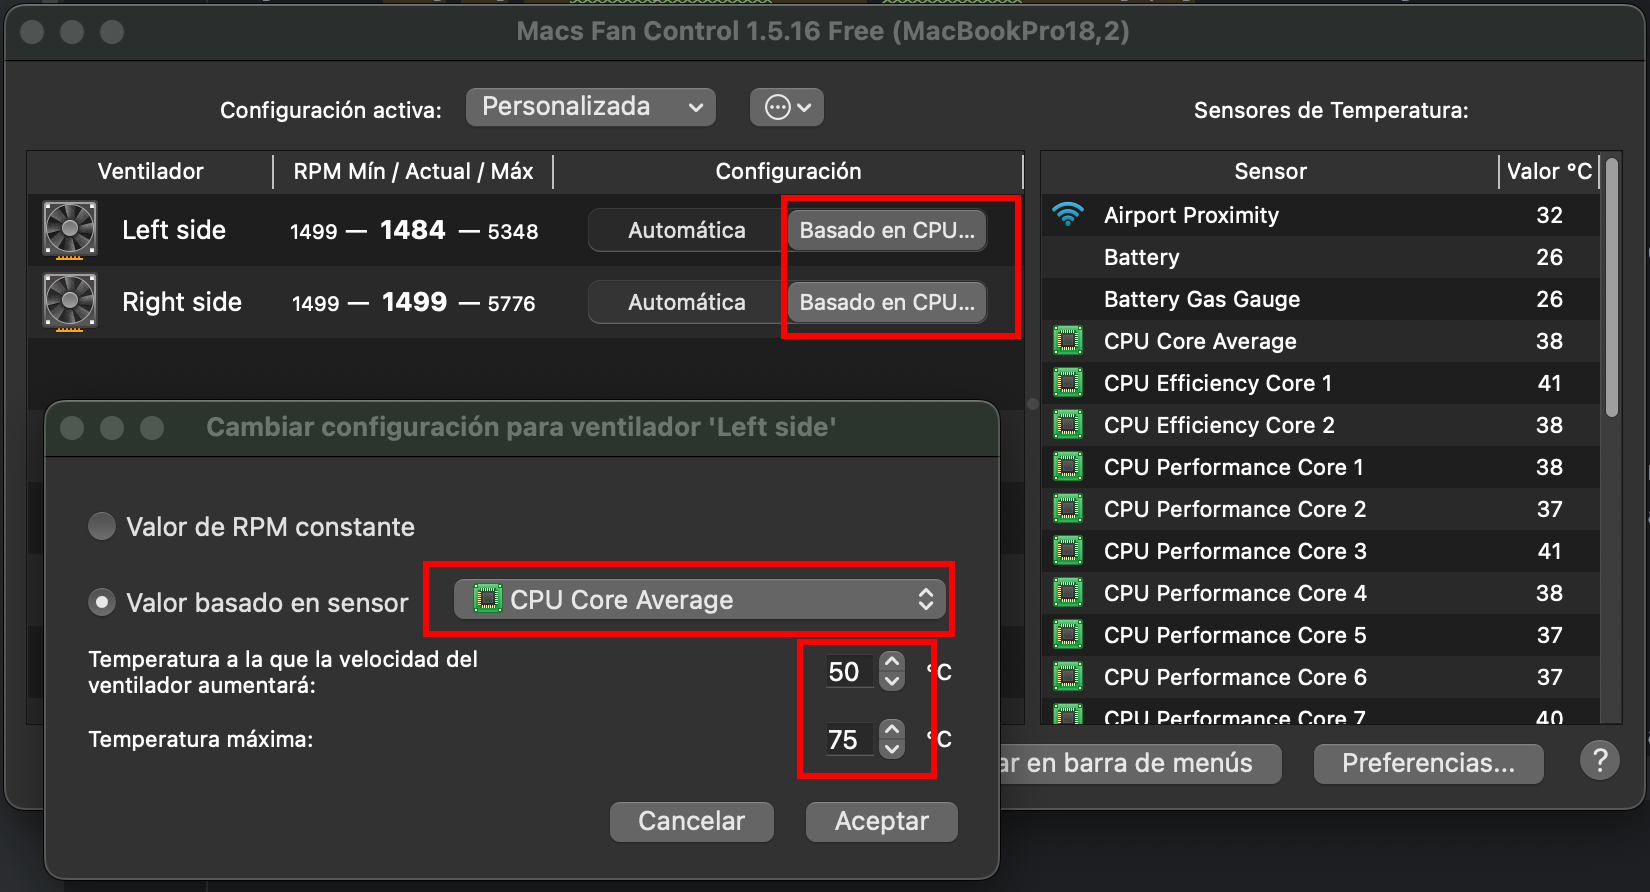 Macs Fan Control 1.5.16 Free (MacBookPro18,2)
Configuración activa: Personalizada
Sensores de Temperatura:
Ventilador RPM Mín / Actual / Máx Configuración
Left side 1499 — 1484 — 5348 Automática Basado en CPU...
Right side 1499 — 1499 — 5776 Automática Basado en CPU...
Sensor Valor °C
Airport Proximity 32
Battery 26
Battery Gas Gauge 26
CPU Core Average 38
CPU Efficiency Core 1 41
CPU Efficiency Core 2 38
CPU Performance Core 1 38
CPU Performance Core 2 37
CPU Performance Core 3 41
CPU Performance Core 4 38
CPU Performance Core 5 37
CPU Performance Core 6 37
CPU Performance Core 7 40
Cambiar configuración para ventilador 'Left side'
Valor de RPM constante
Valor basado en sensor CPU Core Average
Temperatura a la que la velocidad del
ventilador aumentará: 50 °C
Temperatura máxima: 75 °C
Cancelar Aceptar
ar en barra de menús Preferencias... ?